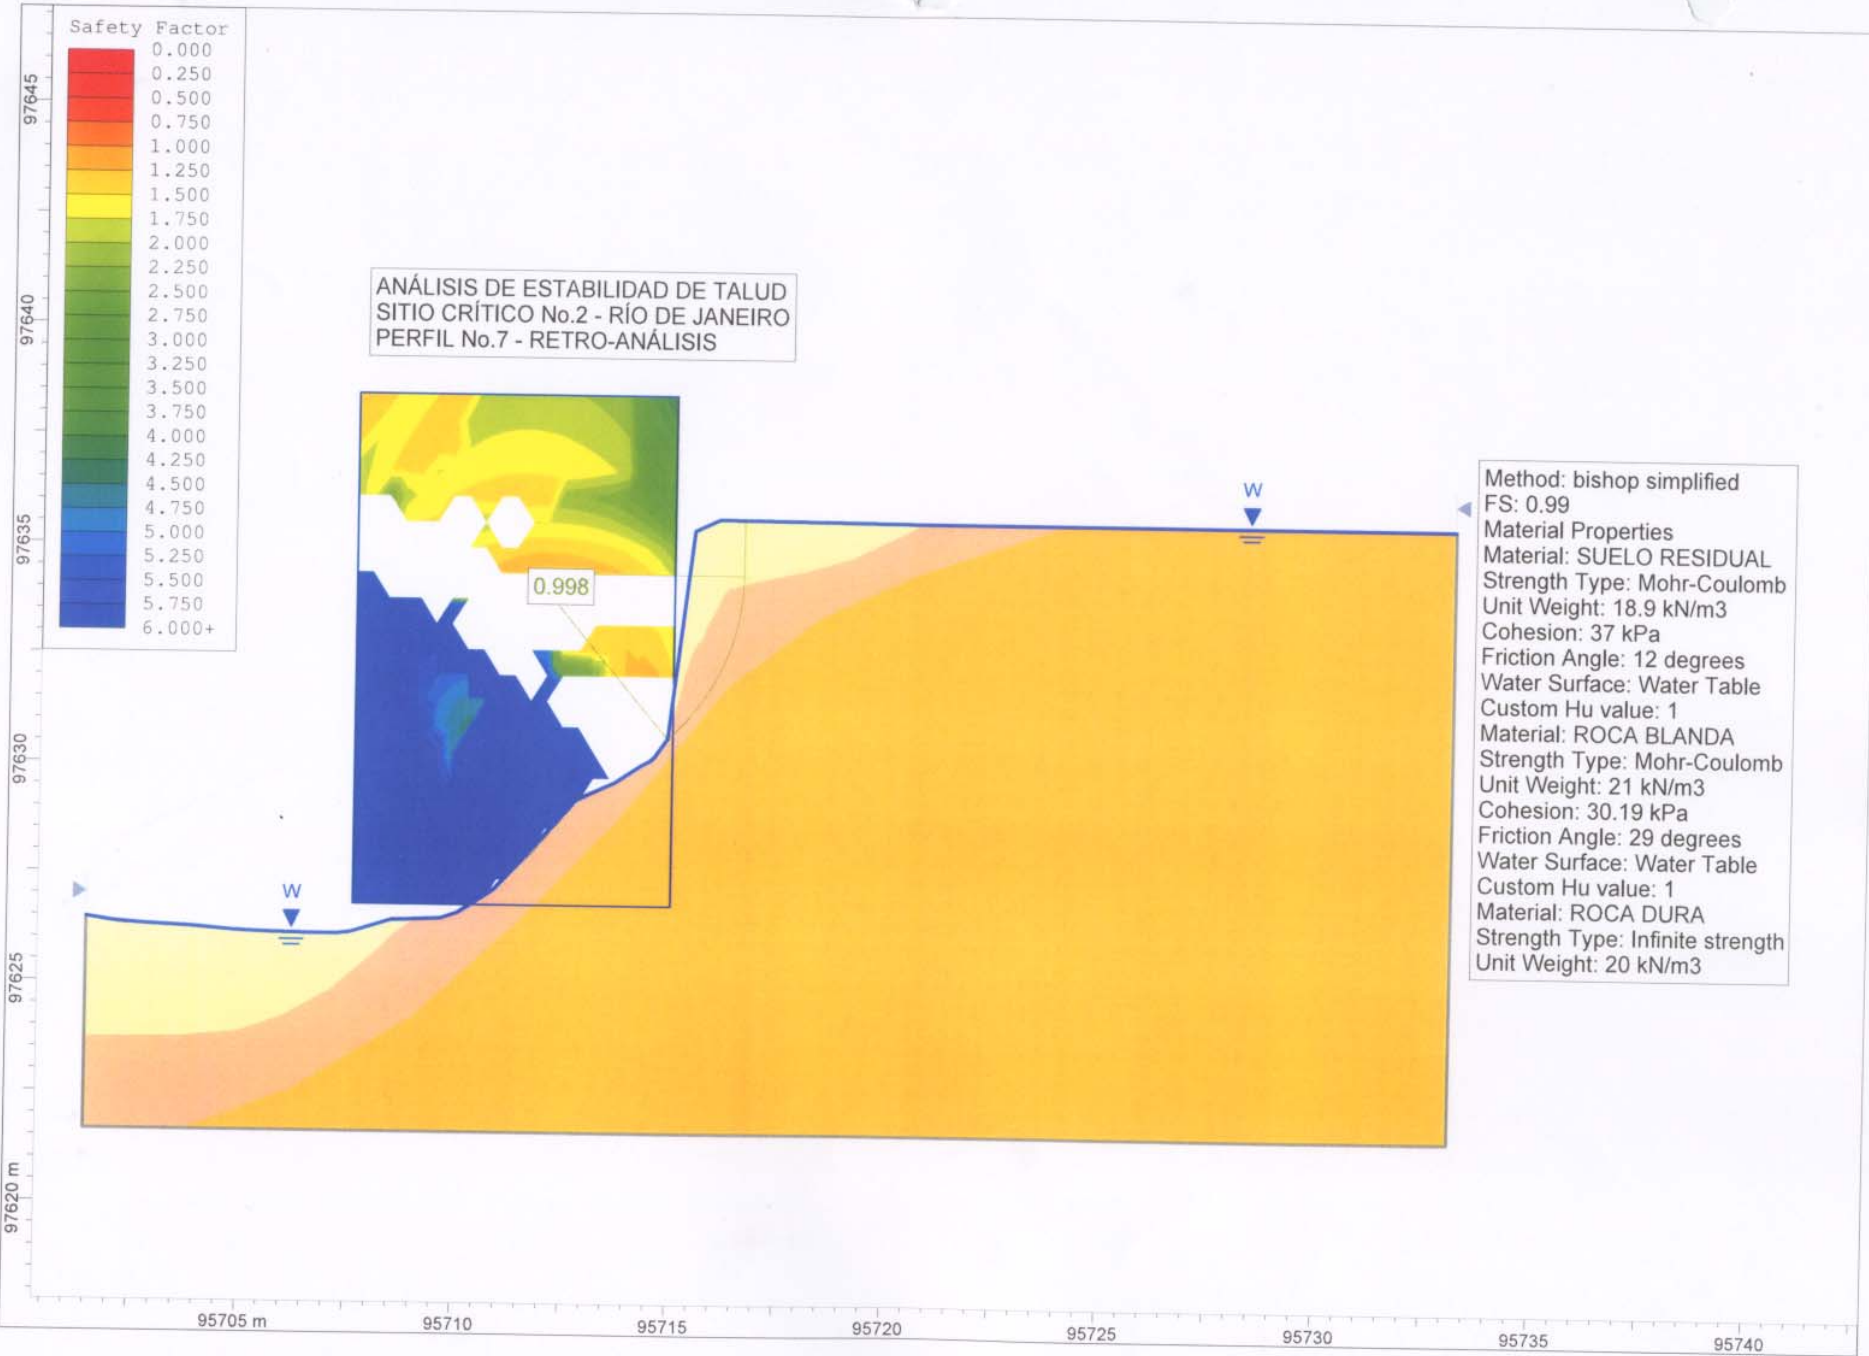 Safety Factor
0.000
0.250
0.500
0.750
1.000
1.250
1.500
1.750
2.000
2.250
2.500
2.750
3.000
3.250
3.500
3.750
4.000
4.250
4.500
4.750
5.000
5.250
5.500
5.750
6.000+
97645
97640
97635
97630
97625
97620 m
ANÁLISIS DE ESTABILIDAD DE TALUD
SITIO CRÍTICO No.2 - RÍO DE JANEIRO
PERFIL No.7 - RETRO-ANÁLISIS
0.998
W
W
Method: bishop simplified
FS: 0.99
Material Properties
Material: SUELO RESIDUAL
Strength Type: Mohr-Coulomb
Unit Weight: 18.9 kN/m3
Cohesion: 37 kPa
Friction Angle: 12 degrees
Water Surface: Water Table
Custom Hu value: 1
Material: ROCA BLANDA
Strength Type: Mohr-Coulomb
Unit Weight: 21 kN/m3
Cohesion: 30.19 kPa
Friction Angle: 29 degrees
Water Surface: Water Table
Custom Hu value: 1
Material: ROCA DURA
Strength Type: Infinite strength
Unit Weight: 20 kN/m3
95705 m
95710
95715
95720
95725
95730
95735
95740